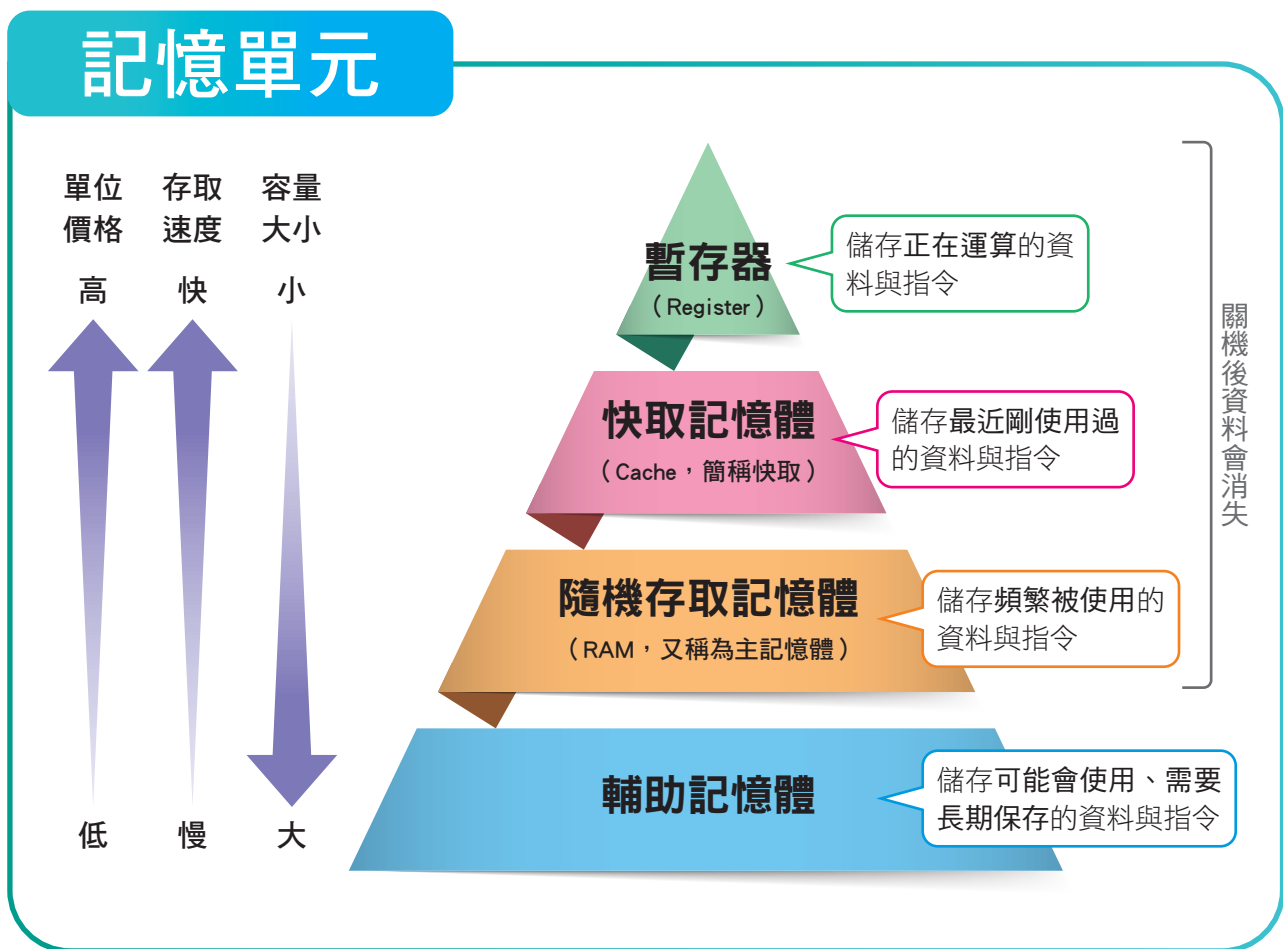 記憶單元
單位
價格
存取
速度
容量
大小
高
快
小
低
慢
大
暫存器
（Register）
儲存正在運算的資
料與指令
快取記憶體
（Cache，簡稱快取）
儲存最近剛使用過
的資料與指令
隨機存取記憶體
（RAM，又稱為主記憶體）
儲存頻繁被使用的
資料與指令
輔助記憶體
儲存可能會使用、需要
長期保存的資料與指令
關機後資料會消失